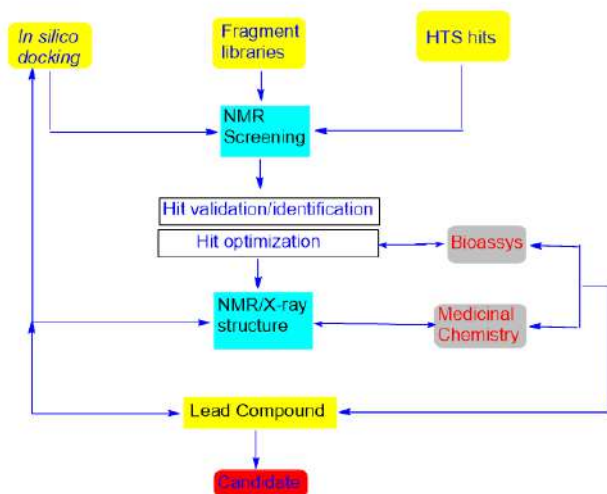 In silico
docking
Fragment
libraries
HTS hits
NMR
Screening
Hit validation/identification
Hit optimization
Bioassys
NMR/X-ray
structure
Medicinal
Chemistry
Lead Compound
Candidate